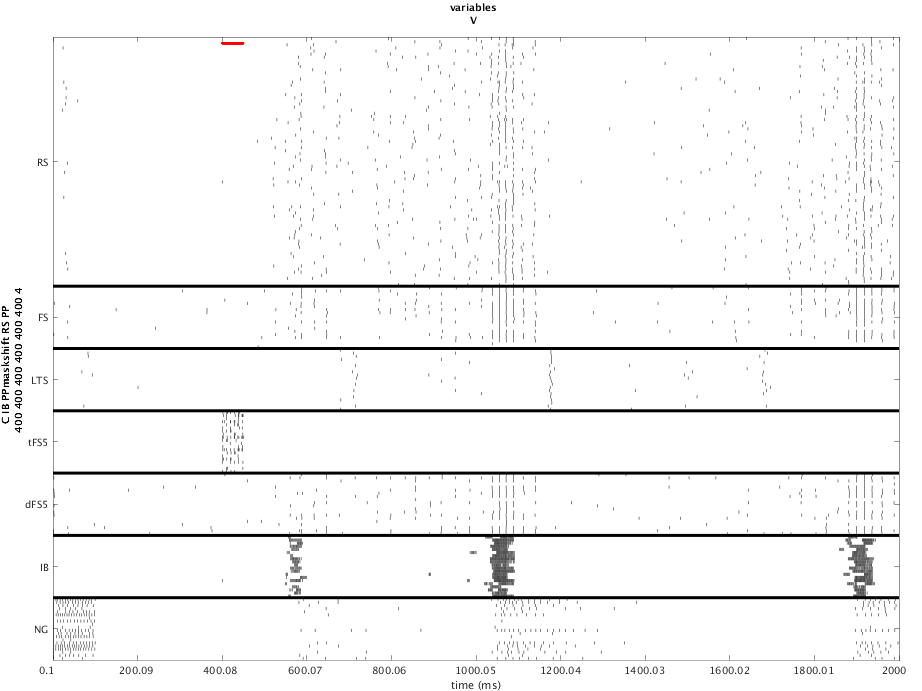 variables
V
RS
FS
LTS
tFS5
dFS5
IB
NG
C IB PPmaskshift RS PP
400 400 400 400 400 400 4
0.1 200.09 400.08 600.07 800.06 1000.05 1200.04 1400.03 1600.02 1800.01 2000
time (ms)